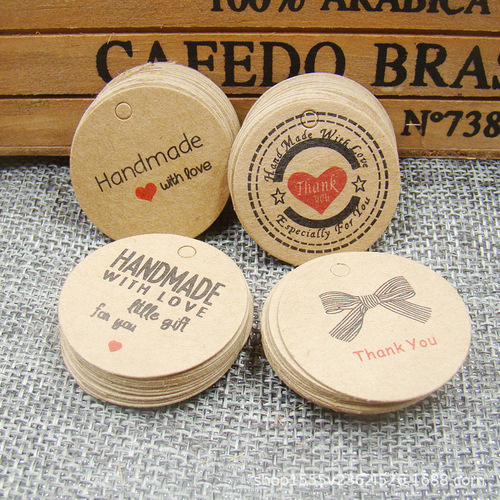 100% ARABICA
CAFEDO BRAS
Nº738
Handmade
with love
Hand Made With Love
Thank
you
Especially For You
HANDMADE
WITH LOVE
little gift
for you
Thank You